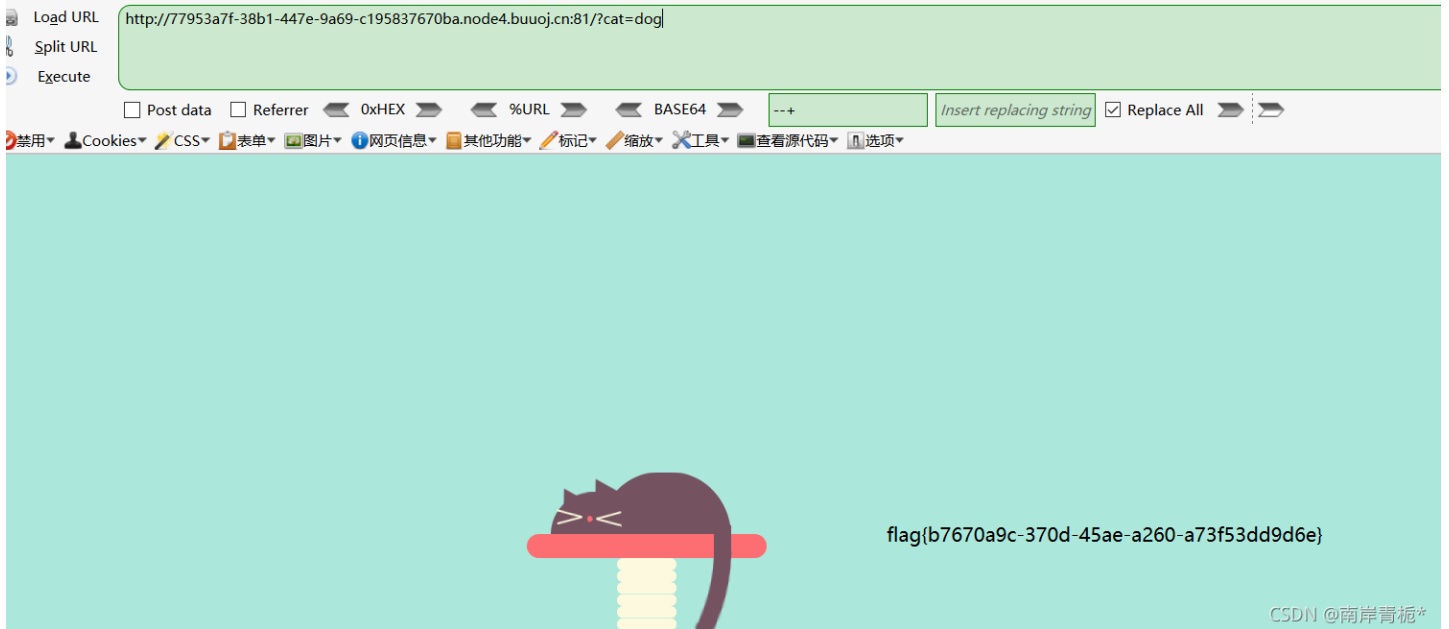 Load URL
http://77953a7f-38b1-447e-9a69-c195837670ba.node4.buuoj.cn:81/?cat=dog
Split URL
Execute
Post data Referrer 0xHEX %URL BASE64 --+ Insert replacing string Replace All
禁用 Cookies CSS 表单 图片 网页信息 其他功能 标记 缩放 工具 查看源代码 选项
flag{b7670a9c-370d-45ae-a260-a73f53dd9d6e}
CSDN @南岸青栀*